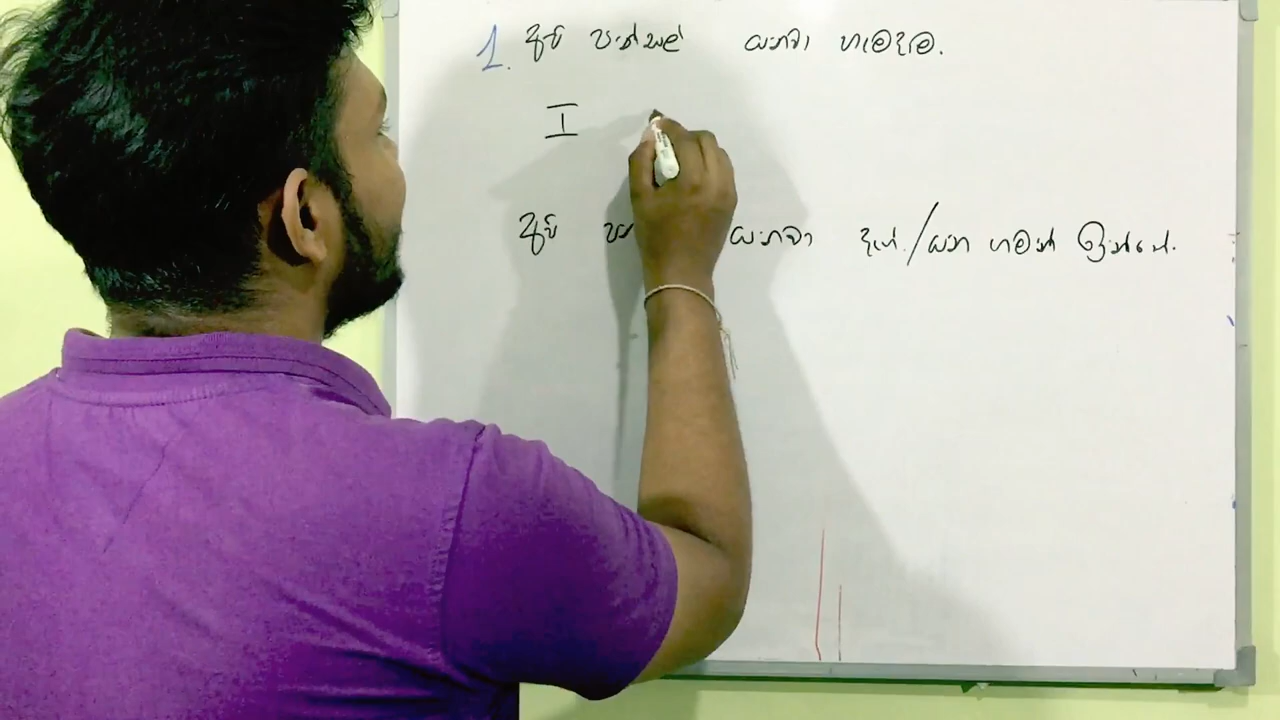 1. අපි පන්සල් යනවා හැමදාම.
I
අපි යනවා දැන්./යන ගමන් ඉන්නේ.